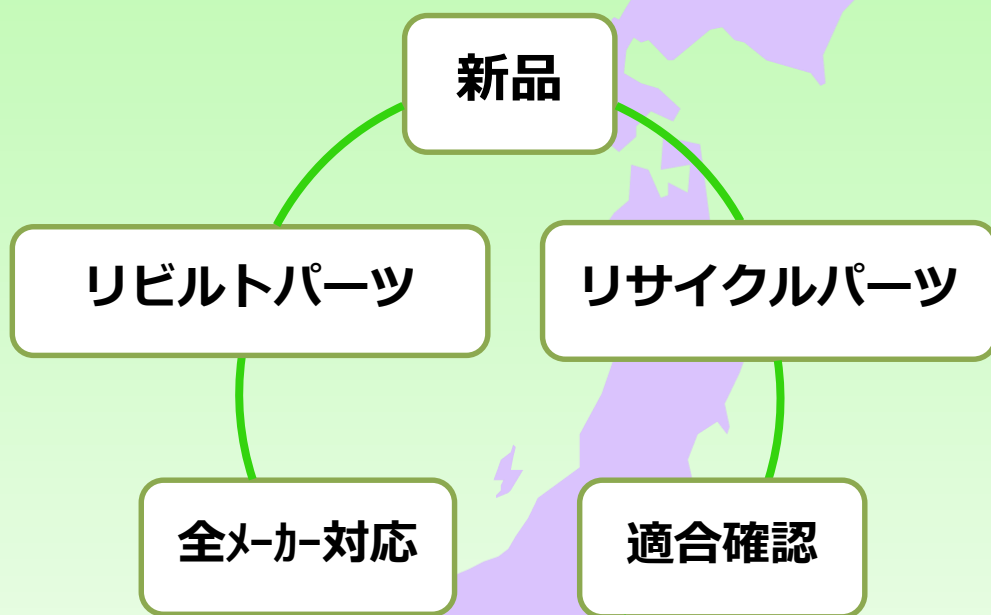 新品
リビルトパーツ
リサイクルパーツ
全ﾒｰｶｰ対応
適合確認